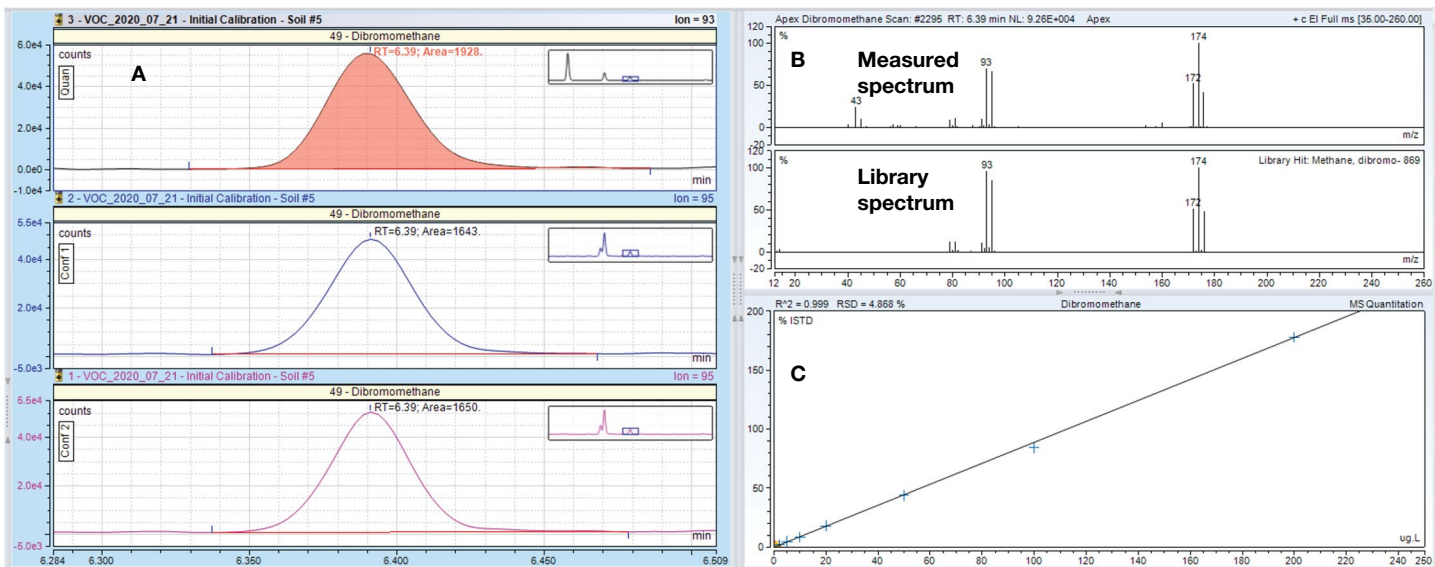 3 - VOC_2020_07_21 - Initial Calibration - Soil #5 Ion = 93
49 - Dibromomethane
6.0e4
counts
Quan
A
RT=6.39; Area=1928.
4.0e4
2.0e4
0.0e0
-1.0e4
min
2 - VOC_2020_07_21 - Initial Calibration - Soil #5 Ion = 95
49 - Dibromomethane
5.5e4
counts
Conf 1
RT=6.39; Area=1643.
4.0e4
2.0e4
-5.0e3
min
1 - VOC_2020_07_21 - Initial Calibration - Soil #5 Ion = 95
49 - Dibromomethane
5.5e4
counts
Conf 2
RT=6.39; Area=1650.
4.0e4
2.0e4
-5.0e3
min
6.284 6.300 6.350 6.400 6.450 6.509
Apex Dibromomethane Scan: #2295 RT: 6.39 min NL: 9.26E+004 Apex + c EI Full ms [35.00-260.00]
120
%
100
50
0
-20
B
Measured
spectrum
43
93
172
174
m/z
120
%
100
50
0
-20
Library Hit: Methane, dibromo- 869
Library
spectrum
93
172
174
m/z
12 20 40 60 80 100 120 140 160 180 200 220 240 260
R^2 = 0.999 RSD = 4.868 % Dibromomethane MS Quantitation
200
% ISTD
150
C
100
50
0
ug.L
0 20 40 60 80 100 120 140 160 180 200 220 240 250